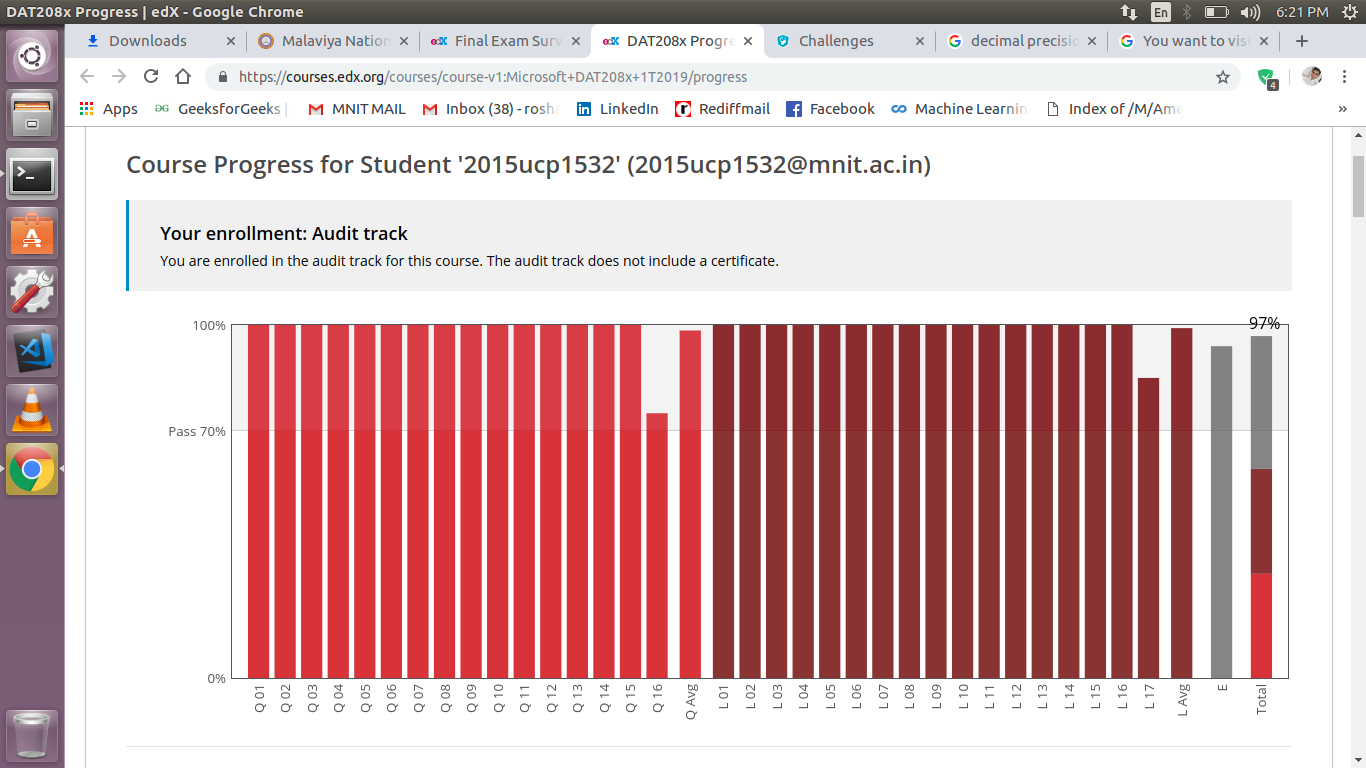 DAT208x Progress | edX - Google Chrome
En
6:21 PM
Downloads
Malaviya Nation
Final Exam Surv
DAT208x Progre
Challenges
decimal precisio
You want to vis
https://courses.edx.org/courses/course-v1:Microsoft+DAT208x+1T2019/progress
4
Apps
GeeksforGeeks |
MNIT MAIL
Inbox (38) - rosh
LinkedIn
Rediffmail
Facebook
Machine Learnin
Index of /M/Ame
»
Course Progress for Student '2015ucp1532' (2015ucp1532@mnit.ac.in)
Your enrollment: Audit track
You are enrolled in the audit track for this course. The audit track does not include a certificate.
100%
97%
Pass 70%
0%
Q 01
Q 02
Q 03
Q 04
Q 05
Q 06
Q 07
Q 08
Q 09
Q 10
Q 11
Q 12
Q 13
Q 14
Q 15
Q 16
Q Avg
L 01
L 02
L 03
L 04
L 05
L 06
L 07
L 08
L 09
L 10
L 11
L 12
L 13
L 14
L 15
L 16
L 17
L Avg
E
Total